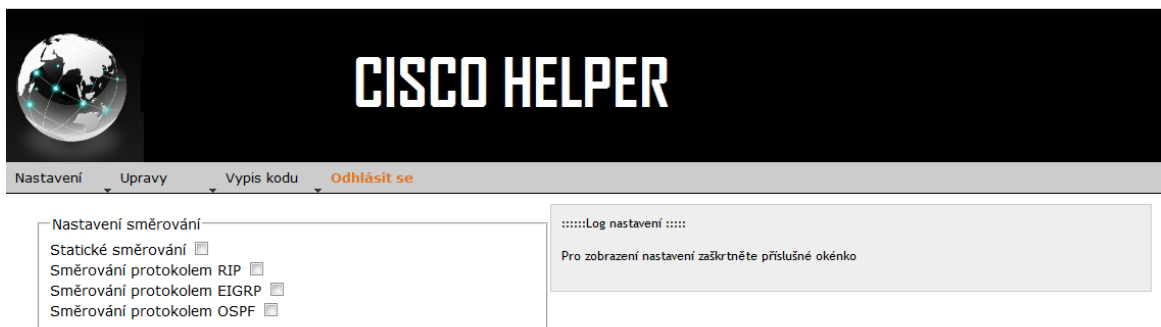 CISCO HELPER
Nastavení Upravy Vypis kodu Odhlásit se
Nastavení směrování
Statické směrování
Směrování protokolem RIP
Směrování protokolem EIGRP
Směrování protokolem OSPF
::::::Log nastavení :::::
Pro zobrazení nastavení zaškrtněte příslušné okénko